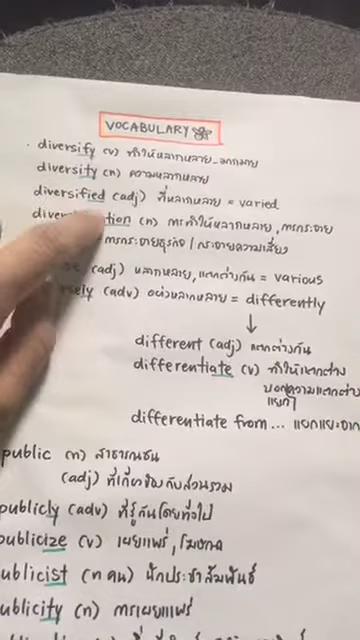 VOCABULARY
diversify (v) ทำให้หลากหลาย
diversity (n) ความหลากหลาย
diversified (adj) ที่หลากหลาย = varied
(n) การทำให้หลากหลาย, การกระจาย
การกระจายธุรกิจ / กระจายความเสี่ยง
(adj) หลากหลาย, แตกต่างกัน = various
(adv) อย่างหลากหลาย = differently
different (adj) แตกต่างกัน
differentiate (v) ทำให้แตกต่าง
บอกความแตกต่าง
แยกๆ
differentiate from... แยกแยะจาก
public (n) สาธารณชน
(adj) ที่เกี่ยวข้องกับส่วนรวม
publicly (adv) ที่รู้กันโดยทั่วไป
publicize (v) เผยแพร่, โฆษณา
ublicist (n คน) นักประชาสัมพันธ์
ublicity (n) การเผยแพร่